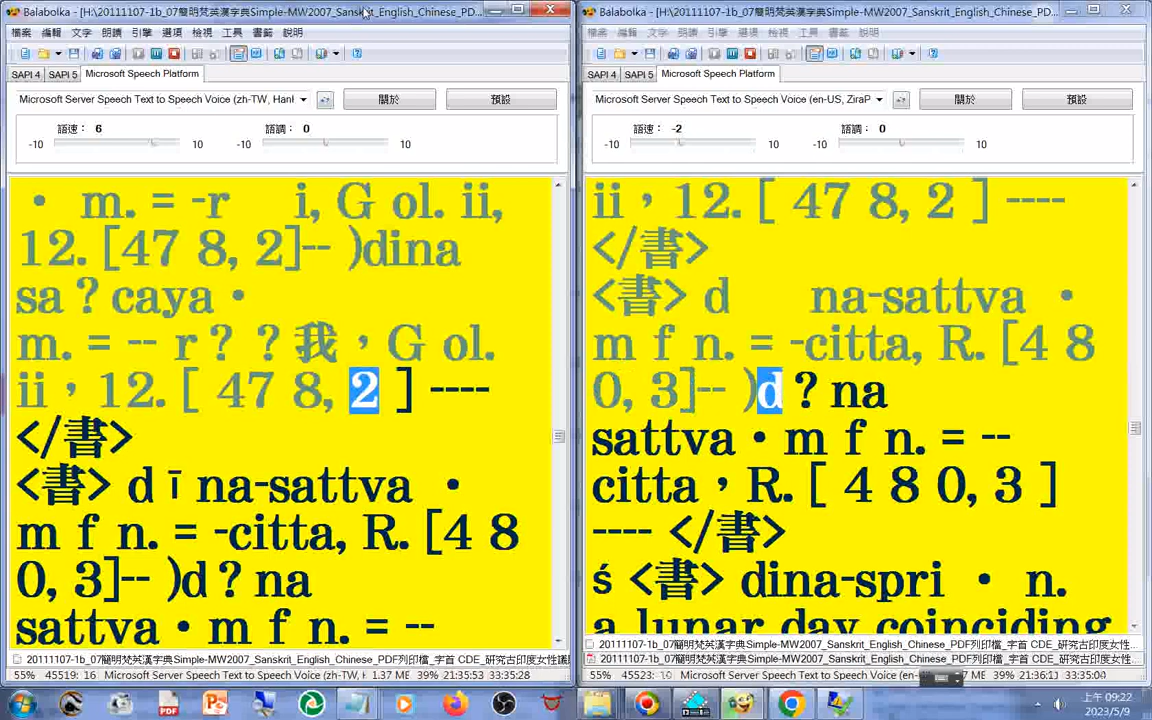 Balabolka - [H:\20111107-1b_07簡明梵英漢字典Simple-MW2007_Sanskrit_English_Chinese_PD...
檔案 編輯 文字 朗讀 引擎 選項 檢視 工具 書籤 說明
SAPI 4 SAPI 5 Microsoft Speech Platform
Microsoft Server Speech Text to Speech Voice (zh-TW, Hanl
關於 預設
語速： 6 語調： 0
-10 10 -10 10
• m. = -r i, G ol. ii,
12. [47 8, 2]-- )dina
sa ? caya •
m. = -- r ? ? 我，G ol.
ii，12. [ 47 8, 2 ] ----
</書>
<書> d ī na-sattva •
m f n. = -citta, R. [4 8
0, 3]-- )d ? na
sattva • m f n. = --
20111107-1b_07簡明梵英漢字典Simple-MW2007_Sanskrit_English_Chinese_PDF列印檔_字首 CDE_研究古印度女性議
55% 45519: 16 Microsoft Server Speech Text to Speech Voice (zh-TW, H 1.37 ME 39% 21:35:53 33:35:28
Balabolka - [H:\20111107-1b_07簡明梵英漢字典Simple-MW2007_Sanskrit_English_Chinese_PD...
檔案 編輯 文字 朗讀 引擎 選項 檢視 工具 書籤 說明
SAPI 4 SAPI 5 Microsoft Speech Platform
Microsoft Server Speech Text to Speech Voice (en-US, ZiraP
關於 預設
語速： -2 語調： 0
-10 10 -10 10
ii，12. [ 47 8, 2 ] ----
</書>
<書> d na-sattva •
m f n. = -citta, R. [4 8
0, 3]-- )d ? na
sattva • m f n. = --
citta，R. [ 4 8 0, 3 ]
---- </書>
ś <書> dina-spri • n.
a lunar day coinciding
20111107-1b_07簡明梵英漢字典Simple-MW2007_Sanskrit_English_Chinese_PDF列印檔_字首 CDE_研究古印度女性
20111107-1b_07簡明梵英漢字典Simple-MW2007_Sanskrit_English_Chinese_PDF列印檔_字首 CDE_研究古印度女性...
55% 45523: 10 Microsoft Server Speech Text to Speech 39% 21:36:1 33:35:00
上午 09:22
2023/5/9